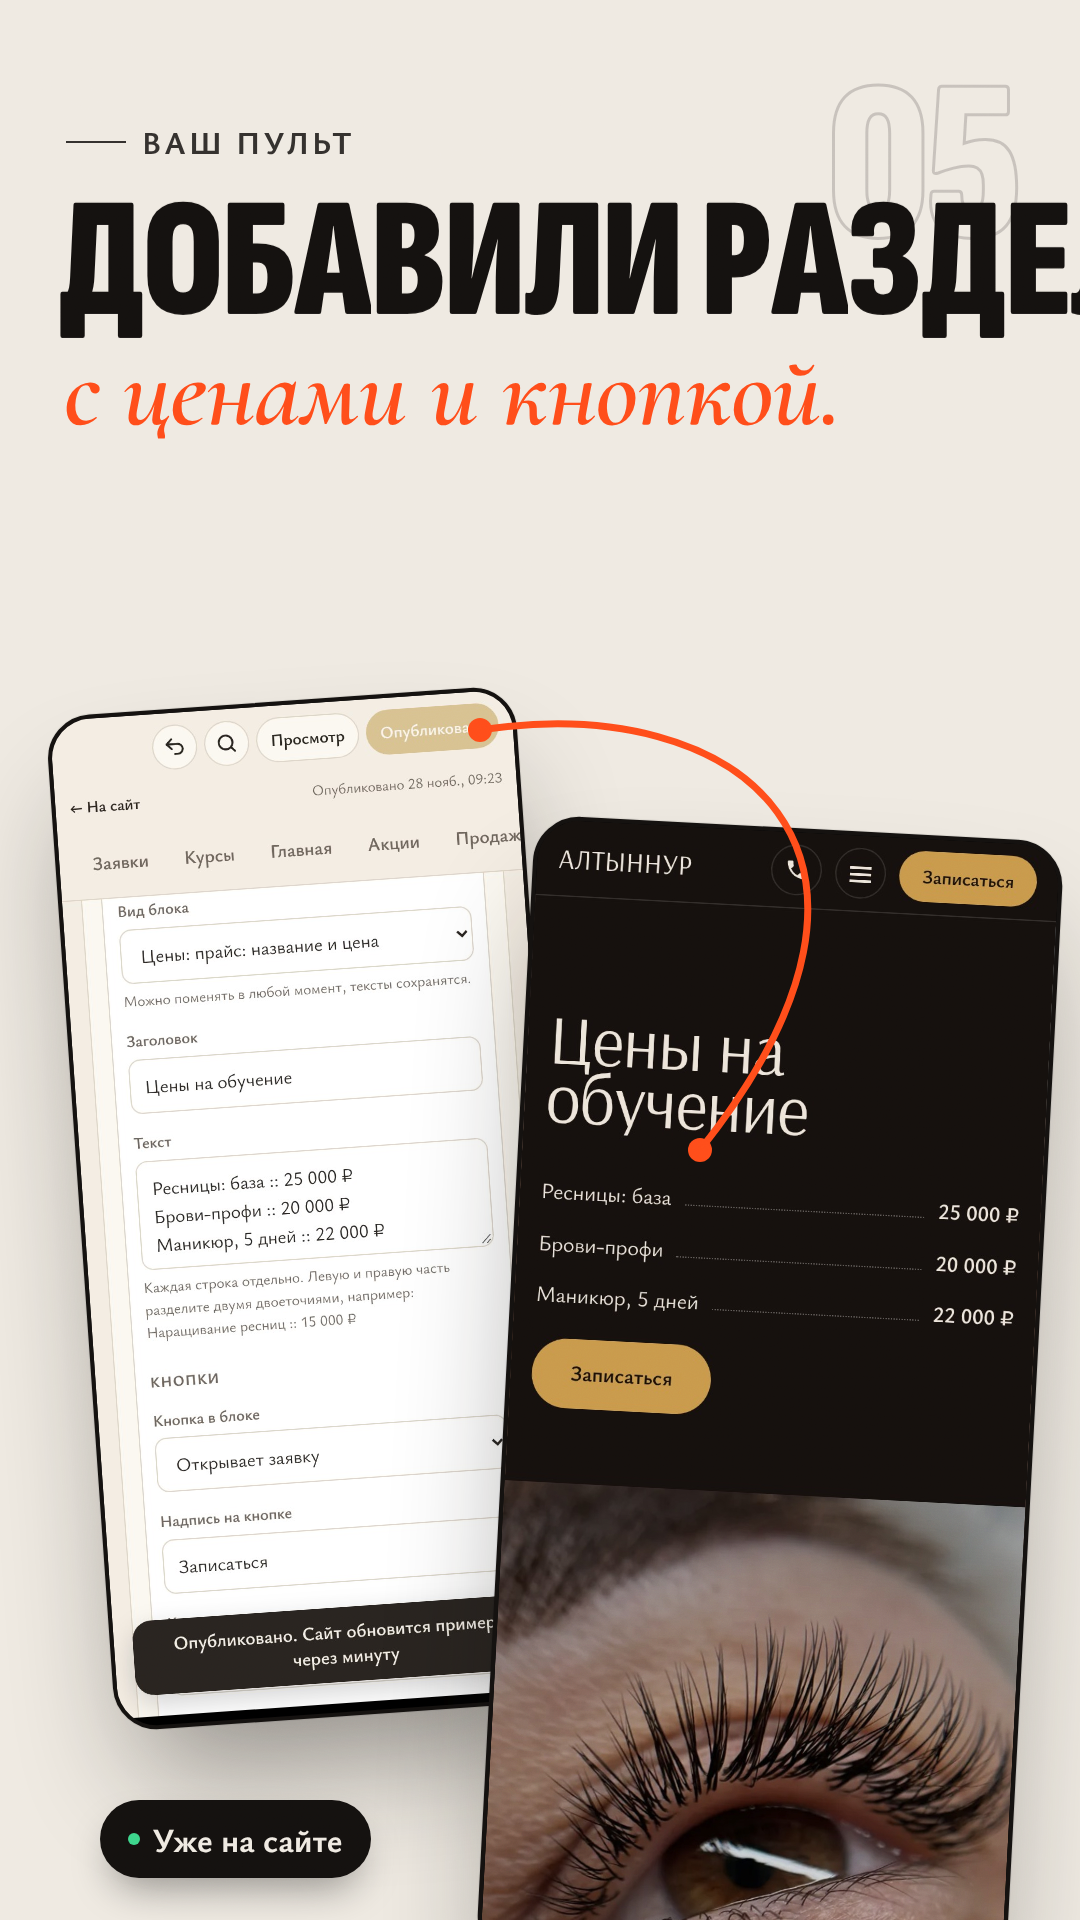 05
ВАШ ПУЛЬТ
ДОБАВИЛИ РАЗДЕЛ
с ценами и кнопкой.
Просмотр
Опубликова
Опубликовано 28 нояб., 09:23
← На сайт
Заявки Курсы Главная Акции Продаж
Вид блока
Цены: прайс: название и цена
Можно поменять в любой момент, тексты сохранятся.
Заголовок
Цены на обучение
Текст
Ресницы: база :: 25 000 ₽
Брови-профи :: 20 000 ₽
Маникюр, 5 дней :: 22 000 ₽
Каждая строка отдельно. Левую и правую часть
разделите двумя двоеточиями, например:
Наращивание ресниц :: 15 000 ₽
КНОПКИ
Кнопка в блоке
Открывает заявку
Надпись на кнопке
Записаться
Опубликовано. Сайт обновится пример
через минуту
АЛТЫННУР
Записаться
Цены на
обучение
Ресницы: база 25 000 ₽
Брови-профи 20 000 ₽
Маникюр, 5 дней 22 000 ₽
Записаться
Уже на сайте